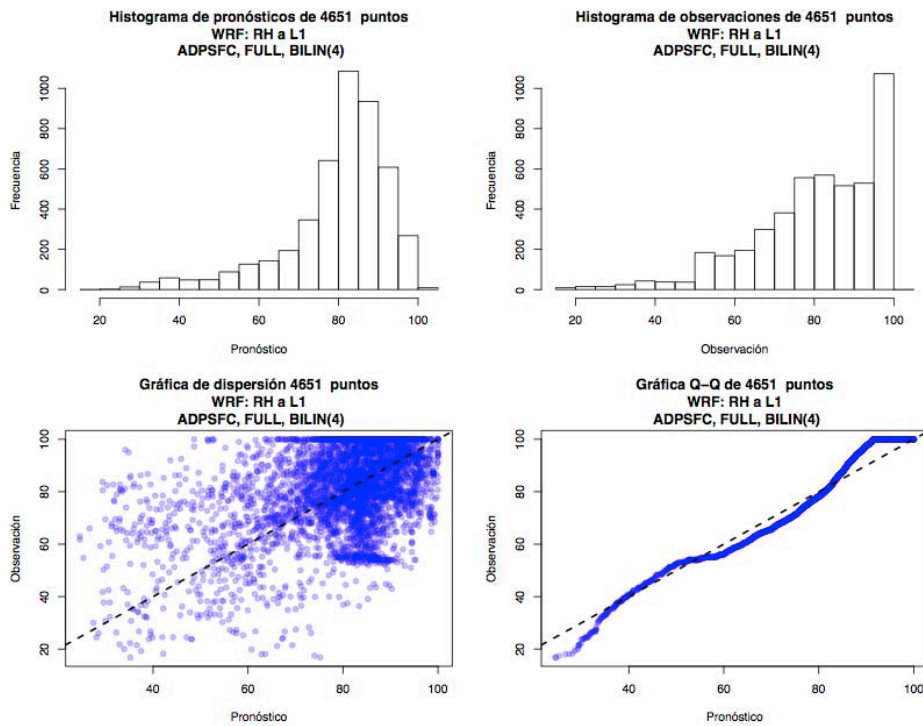 Histograma de pronósticos de 4651 puntos
WRF: RH a L1
ADPSFC, FULL, BILIN(4)
Frecuencia
1000
800
600
400
200
0
20 40 60 80 100
Pronóstico
Histograma de observaciones de 4651 puntos
WRF: RH a L1
ADPSFC, FULL, BILIN(4)
Frecuencia
1000
800
600
400
200
0
20 40 60 80 100
Observación
Gráfica de dispersión 4651 puntos
WRF: RH a L1
ADPSFC, FULL, BILIN(4)
Observación
100
80
60
40
20
40 60 80 100
Pronóstico
Gráfica Q−Q de 4651 puntos
WRF: RH a L1
ADPSFC, FULL, BILIN(4)
Observación
100
80
60
40
20
40 60 80 100
Pronóstico